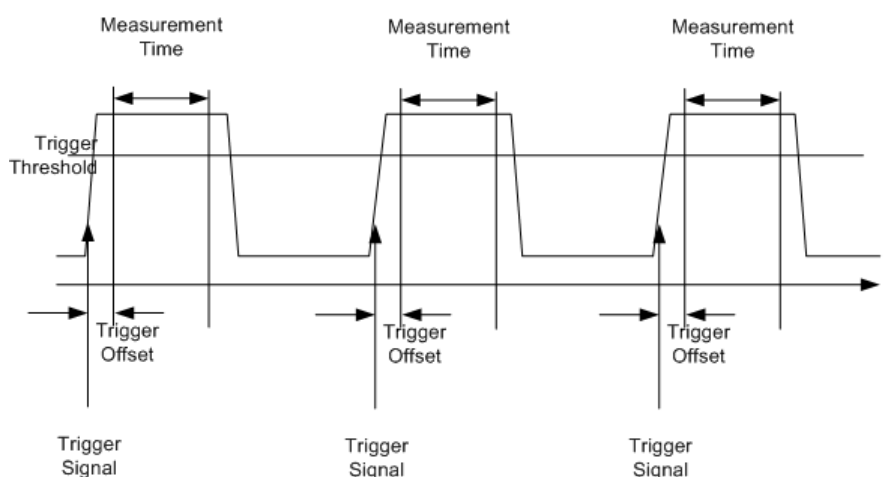 Measurement
Time
Measurement
Time
Measurement
Time
Trigger
Threshold
Trigger
Offset
Trigger
Offset
Trigger
Offset
Trigger
Signal
Trigger
Signal
Trigger
Signal